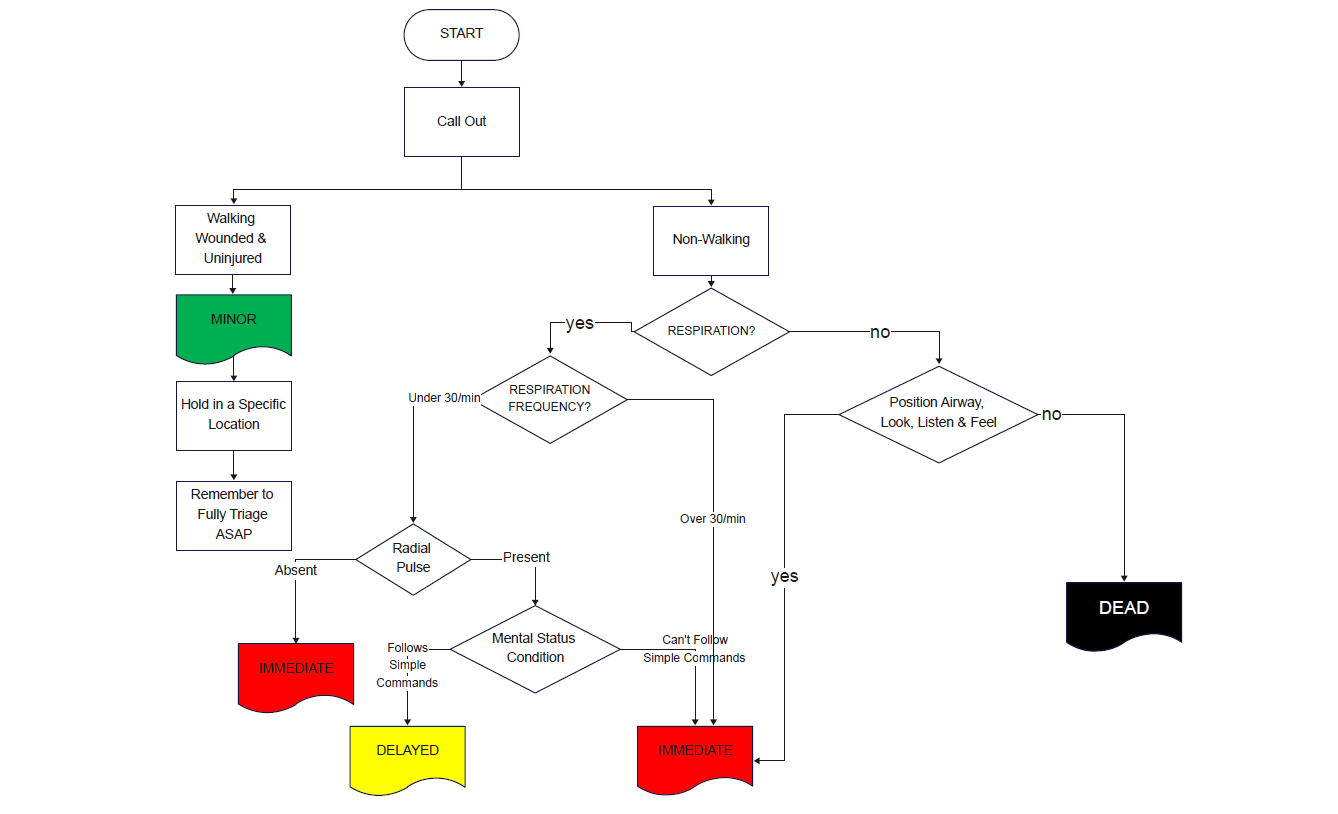 START
Call Out
Walking
Wounded &
Uninjured
Non-Walking
MINOR
RESPIRATION?
yes
no
Hold in a Specific
Location
Under 30/min
RESPIRATION
FREQUENCY?
Position Airway,
Look, Listen & Feel
no
Remember to
Fully Triage
ASAP
Over 30/min
Radial
Pulse
Absent
Present
yes
DEAD
Mental Status
Condition
Follows
Simple
Commands
Can't Follow
Simple Commands
IMMEDIATE
DELAYED
IMMEDIATE